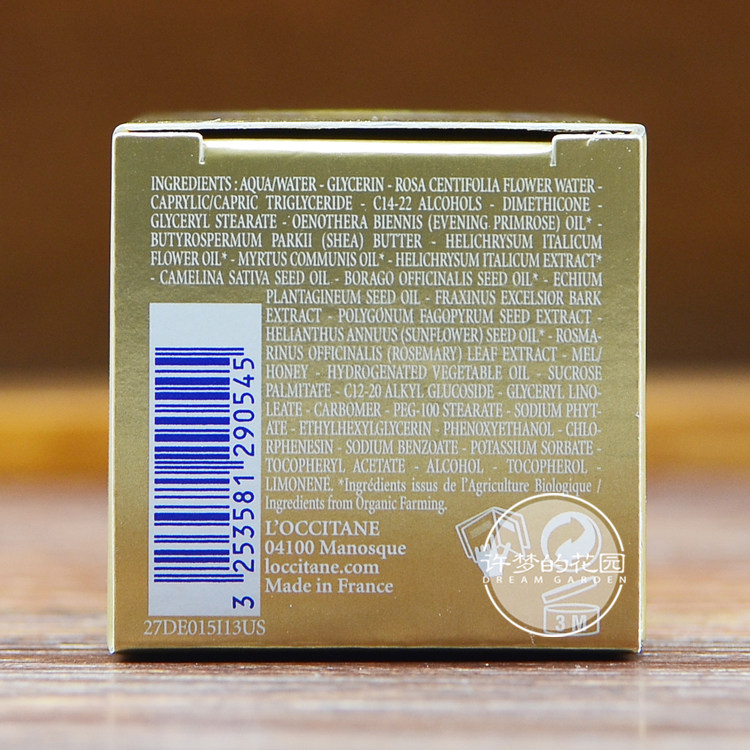 INGREDIENTS : AQUA/WATER - GLYCERIN - ROSA CENTIFOLIA FLOWER WATER -
CAPRYLIC/CAPRIC TRIGLYCERIDE - C14-22 ALCOHOLS - DIMETHICONE -
GLYCERYL STEARATE - OENOTHERA BIENNIS (EVENING PRIMROSE) OIL* -
BUTYROSPERMUM PARKII (SHEA) BUTTER - HELICHRYSUM ITALICUM
FLOWER OIL* - MYRTUS COMMUNIS OIL* - HELICHRYSUM ITALICUM EXTRACT*
- CAMELINA SATIVA SEED OIL - BORAGO OFFICINALIS SEED OIL* - ECHIUM
PLANTAGINEUM SEED OIL - FRAXINUS EXCELSIOR BARK
EXTRACT - POLYGONUM FAGOPYRUM SEED EXTRACT -
HELIANTHUS ANNUUS (SUNFLOWER) SEED OIL* - ROSMA-
RINUS OFFICINALIS (ROSEMARY) LEAF EXTRACT - MEL/
HONEY - HYDROGENATED VEGETABLE OIL - SUCROSE
PALMITATE - C12-20 ALKYL GLUCOSIDE - GLYCERYL LINO-
LEATE - CARBOMER - PEG-100 STEARATE - SODIUM PHYT-
ATE - ETHYLHEXYLGLYCERIN - PHENOXYETHANOL - CHLO-
RPHENESIN - SODIUM BENZOATE - POTASSIUM SORBATE -
TOCOPHERYL ACETATE - ALCOHOL - TOCOPHEROL -
LIMONENE. *Ingrédients issus de l'Agriculture Biologique /
Ingredients from Organic Farming.
L'OCCITANE
04100 Manosque
loccitane.com
Made in France
3 253581 290545
27DE015I13US
许梦的花园
DREAM GARDEN
3 M